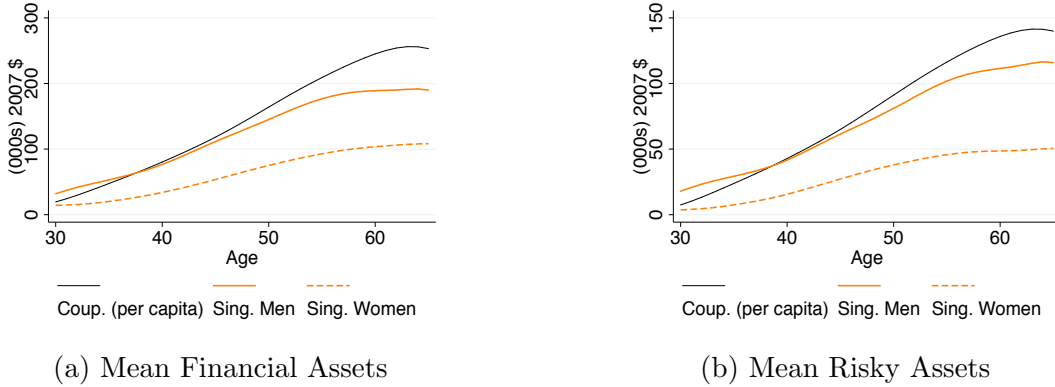 (000s) 2007 $
300
200
100
0
30 40 50 60
Age
Coup. (per capita) Sing. Men Sing. Women
(a) Mean Financial Assets
(000s) 2007 $
150
100
50
0
30 40 50 60
Age
Coup. (per capita) Sing. Men Sing. Women
(b) Mean Risky Assets